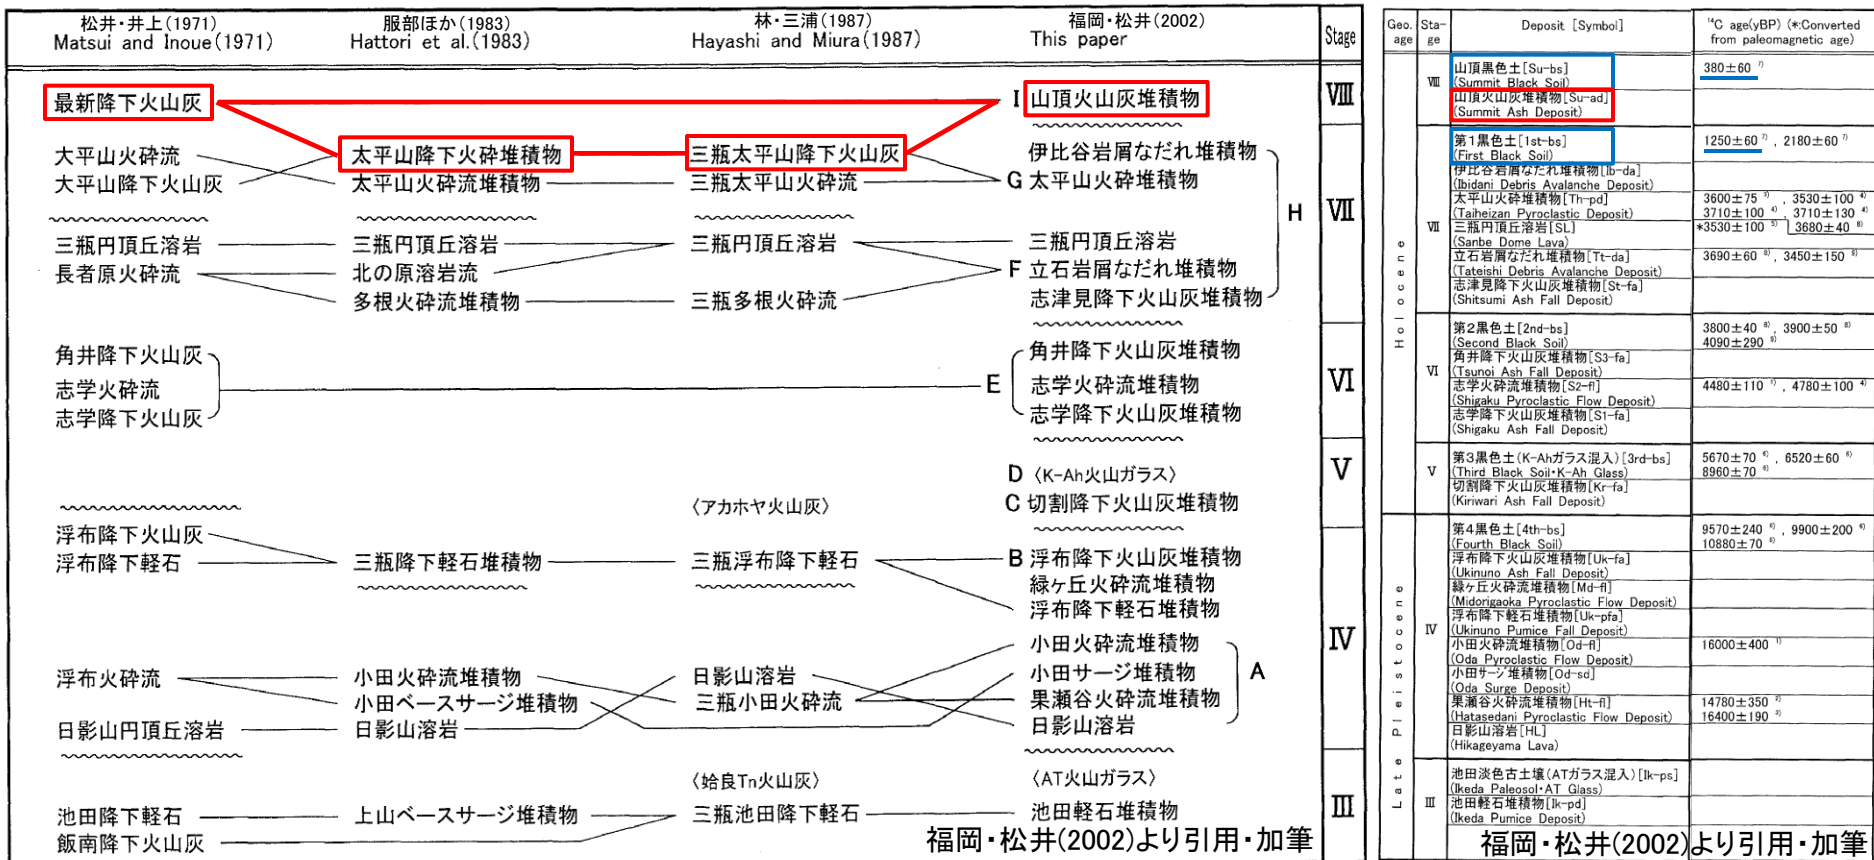 松井・井上(1971)
Matsui and Inoue(1971)
服部ほか(1983)
Hattori et al.(1983)
林・三浦(1987)
Hayashi and Miura(1987)
福岡・松井(2002)
This paper
Stage
最新降下火山灰
I 山頂火山灰堆積物
VIII
大平山火砕流
太平山降下火砕堆積物
三瓶太平山降下火山灰
伊比谷岩屑なだれ堆積物
大平山降下火山灰
太平山火砕流堆積物
三瓶太平山火砕流
G 太平山火砕堆積物
H
VII
三瓶円頂丘溶岩
三瓶円頂丘溶岩
三瓶円頂丘溶岩
三瓶円頂丘溶岩
長者原火砕流
北の原溶岩流
F 立石岩屑なだれ堆積物
多根火砕流堆積物
三瓶多根火砕流
志津見降下火山灰堆積物
角井降下火山灰
角井降下火山灰堆積物
志学火砕流
E
志学火砕流堆積物
VI
志学降下火山灰
志学降下火山灰堆積物
D 〈K-Ah火山ガラス〉
V
〈アカホヤ火山灰〉
C 切割降下火山灰堆積物
浮布降下火山灰
浮布降下軽石
三瓶降下軽石堆積物
三瓶浮布降下軽石
B 浮布降下火山灰堆積物
緑ヶ丘火砕流堆積物
浮布降下軽石堆積物
IV
小田火砕流堆積物
浮布火砕流
小田火砕流堆積物
日影山溶岩
小田サージ堆積物
A
小田ベースサージ堆積物
三瓶小田火砕流
果瀬谷火砕流堆積物
日影山円頂丘溶岩
日影山溶岩
日影山溶岩
〈姶良Tn火山灰〉
〈AT火山ガラス〉
池田降下軽石
上山ベースサージ堆積物
三瓶池田降下軽石
池田軽石堆積物
III
飯南降下火山灰
福岡・松井(2002)より引用・加筆
Geo. age
Sta-ge
Deposit [Symbol]
14C age(yBP) (*:Converted
from paleomagnetic age)
Holocene
VIII
山頂黒色土[Su-bs]
(Summit Black Soil)
380±60 7)
山頂火山灰堆積物[Su-ad]
(Summit Ash Deposit)
VII
第1黒色土[1st-bs]
(First Black Soil)
1250±60 7) , 2180±60 7)
伊比谷岩屑なだれ堆積物[Ib-da]
(Ibidani Debris Avalanche Deposit)
太平山火砕堆積物[Th-pd]
(Taiheizan Pyroclastic Deposit)
3600±75 3) , 3530±100 4)
3710±100 4) , 3710±130 4)
三瓶円頂丘溶岩[SL]
(Sanbe Dome Lava)
*3530±100 5) 3680±40 8)
立石岩屑なだれ堆積物[Tt-da]
(Tateishi Debris Avalanche Deposit)
3690±60 8) , 3450±150 9)
志津見降下火山灰堆積物[St-fa]
(Shitsumi Ash Fall Deposit)
VI
第2黒色土[2nd-bs]
(Second Black Soil)
3800±40 8) , 3900±50 8)
4090±290 9)
角井降下火山灰堆積物[S3-fa]
(Tsunoi Ash Fall Deposit)
志学火砕流堆積物[S2-fl]
(Shigaku Pyroclastic Flow Deposit)
4480±110 1) , 4780±100 4)
志学降下火山灰堆積物[S1-fa]
(Shigaku Ash Fall Deposit)
V
第3黒色土(K-Ahガラス混入)[3rd-bs]
(Third Black Soil・K-Ah Glass)
5670±70 6) , 6520±60 8)
8960±70 6)
切割降下火山灰堆積物[Kr-fa]
(Kiriwari Ash Fall Deposit)
Late Pleistocene
IV
第4黒色土[4th-bs]
(Fourth Black Soil)
9570±240 6) , 9900±200 6)
10880±70 6)
浮布降下火山灰堆積物[Uk-fa]
(Ukinuno Ash Fall Deposit)
緑ヶ丘火砕流堆積物[Md-fl]
(Midorigaoka Pyroclastic Flow Deposit)
浮布降下軽石堆積物[Uk-pfa]
(Ukinuno Pumice Fall Deposit)
小田火砕流堆積物[Od-fl]
(Oda Pyroclastic Flow Deposit)
16000±400 1)
小田サージ堆積物[Od-sd]
(Oda Surge Deposit)
果瀬谷火砕流堆積物[Ht-fl]
(Hatasedani Pyroclastic Flow Deposit)
14780±350 2)
16400±190 3)
日影山溶岩[HL]
(Hikageyama Lava)
III
池田淡色古土壌(ATガラス混入)[Ik-ps]
(Ikeda Paleosol・AT Glass)
池田軽石堆積物[Ik-pd]
(Ikeda Pumice Deposit)
福岡・松井(2002)より引用・加筆